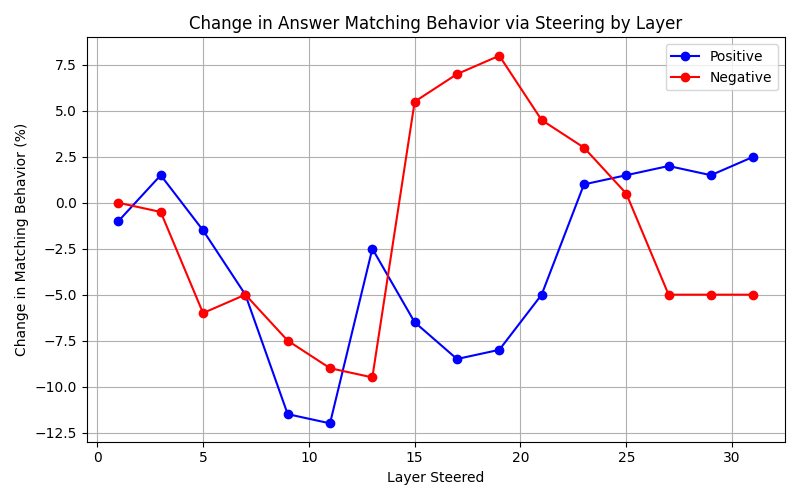 Change in Answer Matching Behavior via Steering by Layer
Positive
Negative
Change in Matching Behavior (%)
7.5
5.0
2.5
0.0
−2.5
−5.0
−7.5
−10.0
−12.5
0 5 10 15 20 25 30
Layer Steered